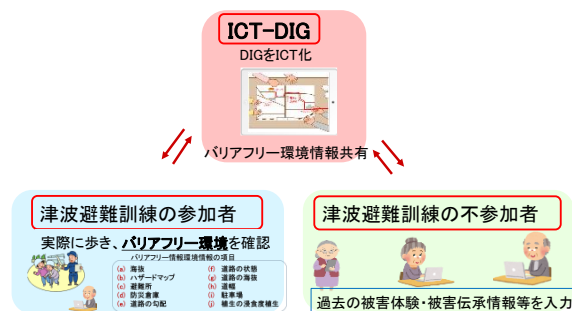 ICT-DIG
DIGをICT化
バリアフリー環境情報共有
津波避難訓練の参加者
実際に歩き、バリアフリー環境を確認
バリアフリー情報環境情報の項目
(a) 海抜
(b) ハザードマップ
(c) 避難所
(d) 防災倉庫
(e) 道路の勾配
(f) 道路の状態
(g) 道路の海抜
(h) 道幅
(i) 駐車場
(j) 植生の浸食度植生
津波避難訓練の不参加者
過去の被害体験・被害伝承情報等を入力